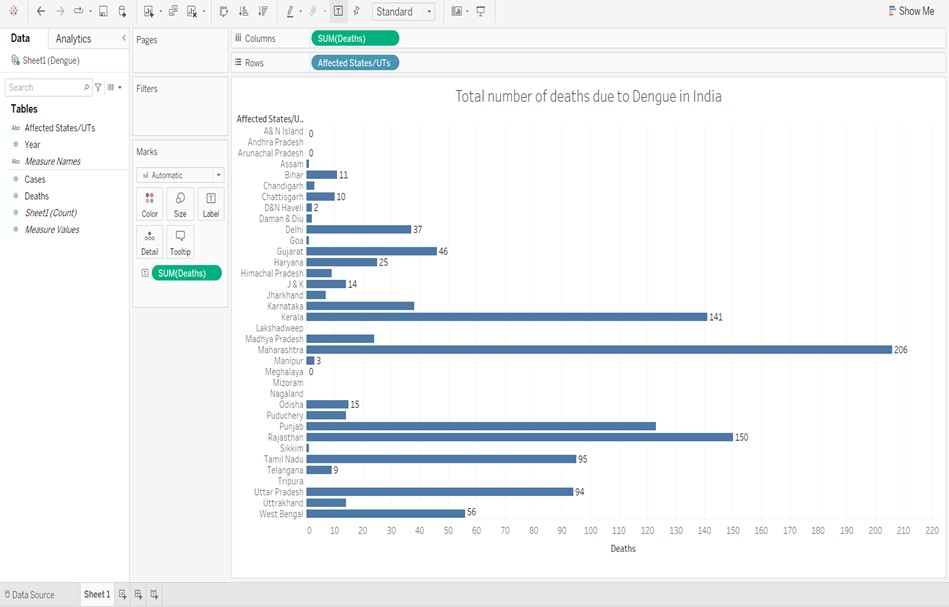 Standard
Show Me
Data
Analytics
Sheet1 (Dengue)
Search
Tables
Abc Affected States/UTs
# Year
Abc Measure Names
# Cases
# Deaths
# Sheet1 (Count)
# Measure Values
Pages
Filters
Marks
Automatic
Color
Size
Label
Detail
Tooltip
SUM(Deaths)
Columns
SUM(Deaths)
Rows
Affected States/UTs
Total number of deaths due to Dengue in India
Affected States/U..
A& N Island 0
Andhra Pradesh
Arunachal Pradesh 0
Assam
Bihar 11
Chandigarh
Chattisgarh 10
D&N Haveli 2
Daman & Diu
Delhi 37
Goa
Gujarat 46
Haryana 25
Himachal Pradesh
J & K 14
Jharkhand
Karnataka
Kerala 141
Lakshadweep
Madhya Pradesh
Maharashtra 206
Manipur 3
Meghalaya 0
Mizoram
Nagaland
Odisha 15
Puduchery
Punjab
Rajasthan 150
Sikkim
Tamil Nadu 95
Telangana 9
Tripura
Uttar Pradesh 94
Uttrakhand
West Bengal 56
0 10 20 30 40 50 60 70 80 90 100 110 120 130 140 150 160 170 180 190 200 210 220
Deaths
Data Source
Sheet 1